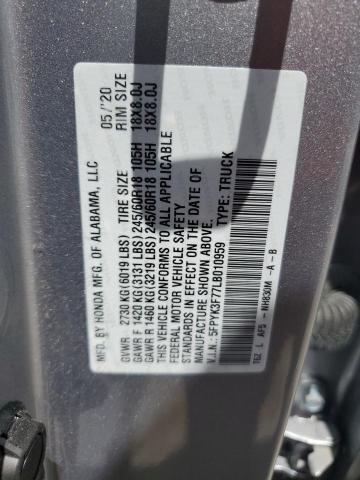 MFD. BY HONDA MFG. OF ALABAMA, LLC 05/'20
GVWR 2730 KG(6019 LBS) TIRE SIZE RIM SIZE
GAWR F 1420 KG(3131 LBS) 245/60R18 105H 18X8.0J
GAWR R 1460 KG(3219 LBS) 245/60R18 105H 18X8.0J
THIS VEHICLE CONFORMS TO ALL APPLICABLE
FEDERAL MOTOR VEHICLE SAFETY
STANDARDS IN EFFECT ON THE DATE OF
MANUFACTURE SHOWN ABOVE.
V.I.N.: 5FPYK3F77LB010959 TYPE: TRUCK
TGZ L AF5 - NH830M -A -B